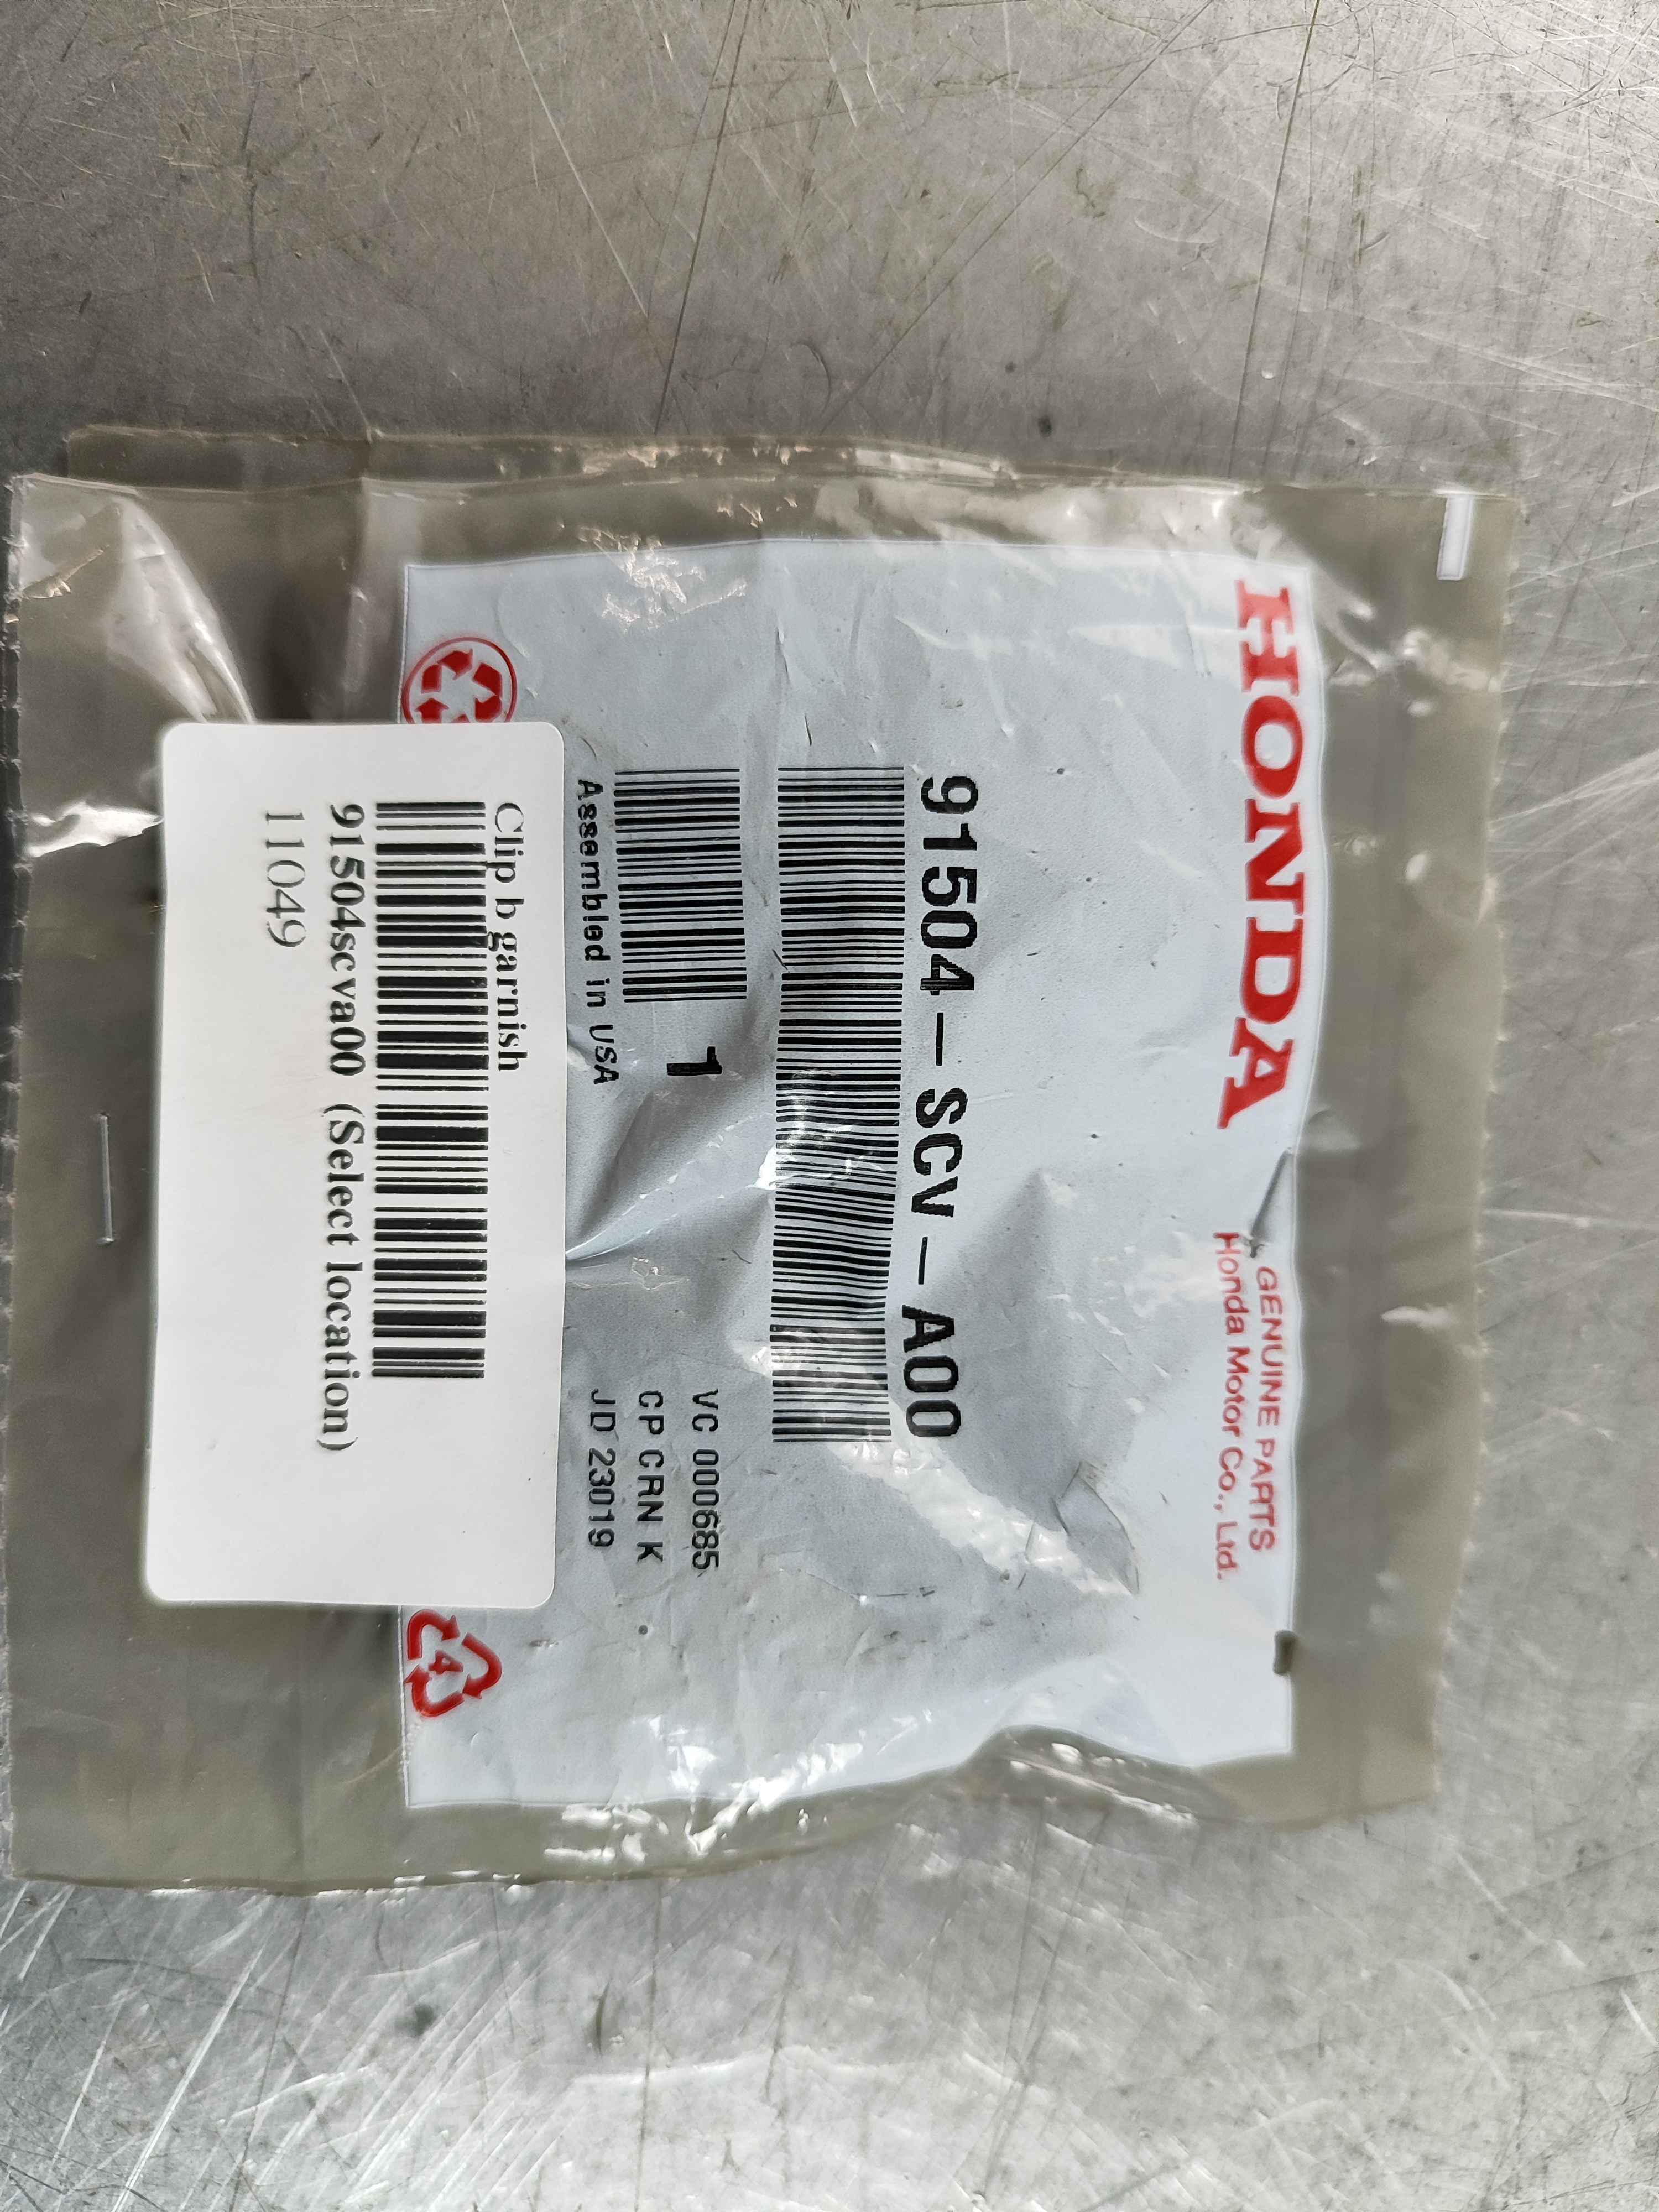 HONDA
GENUINE PARTS
Honda Motor Co., Ltd.
91504-SCV-A00
1
Assembled in USA
VC 000685
CP CRN K
JD 23019
4
Clip b garnish
91504scva00 (Select location)
11049